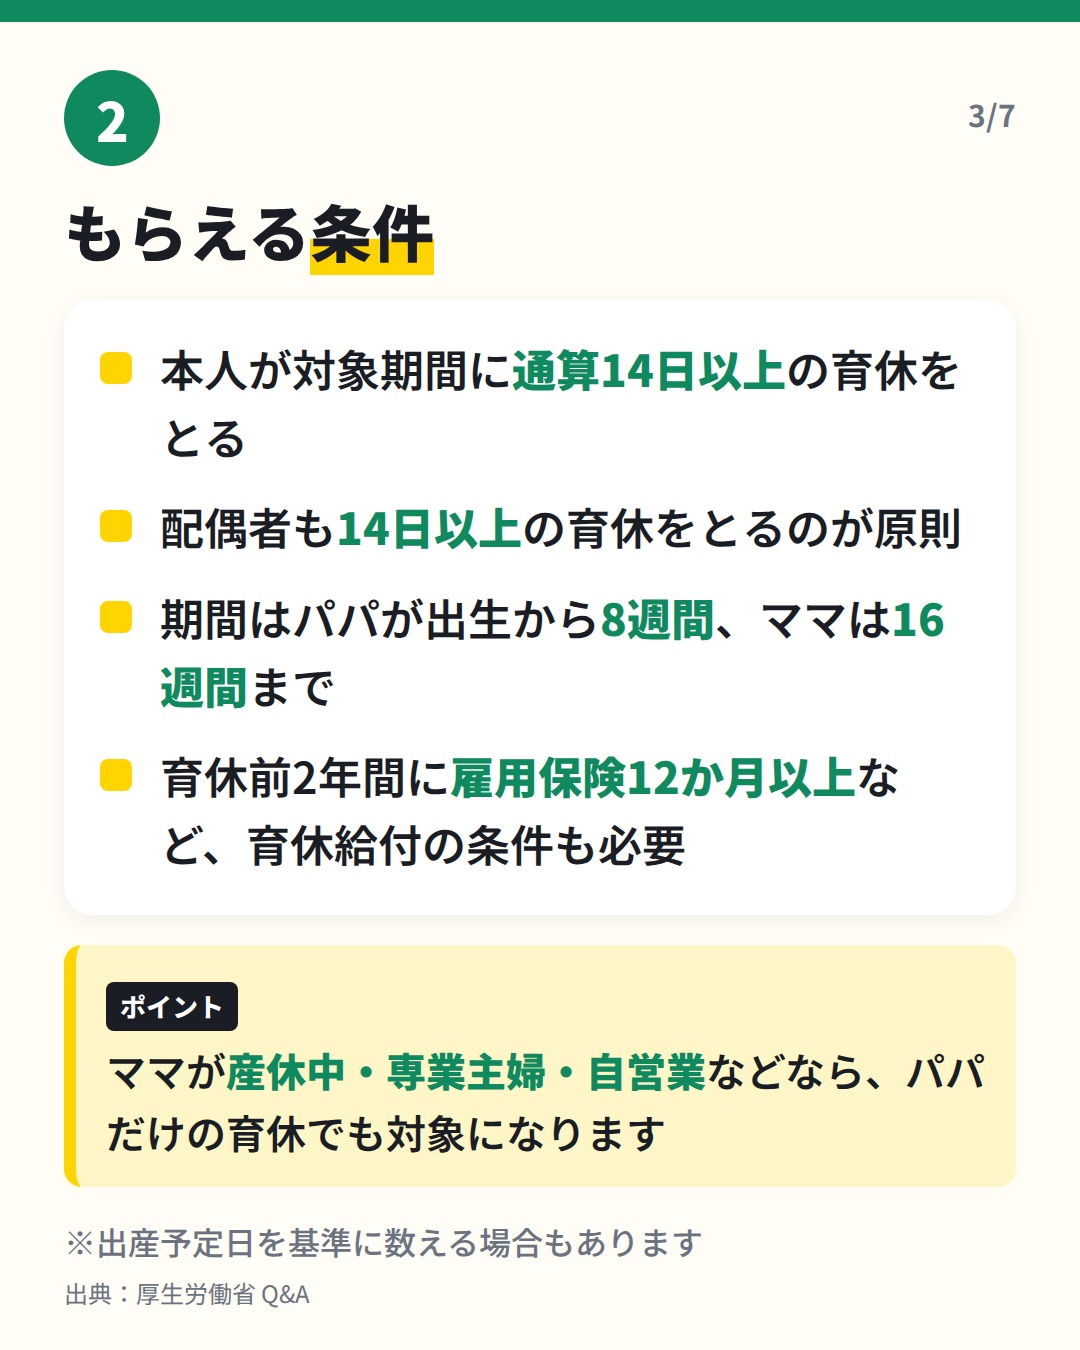 2
3/7
もらえる条件
本人が対象期間に通算14日以上の育休を
とる
配偶者も14日以上の育休をとるのが原則
期間はパパが出生から8週間、ママは16
週間まで
育休前2年間に雇用保険12か月以上な
ど、育休給付の条件も必要
ポイント
ママが産休中・専業主婦・自営業などなら、パパ
だけの育休でも対象になります
※出産予定日を基準に数える場合もあります
出典：厚生労働省 Q&A